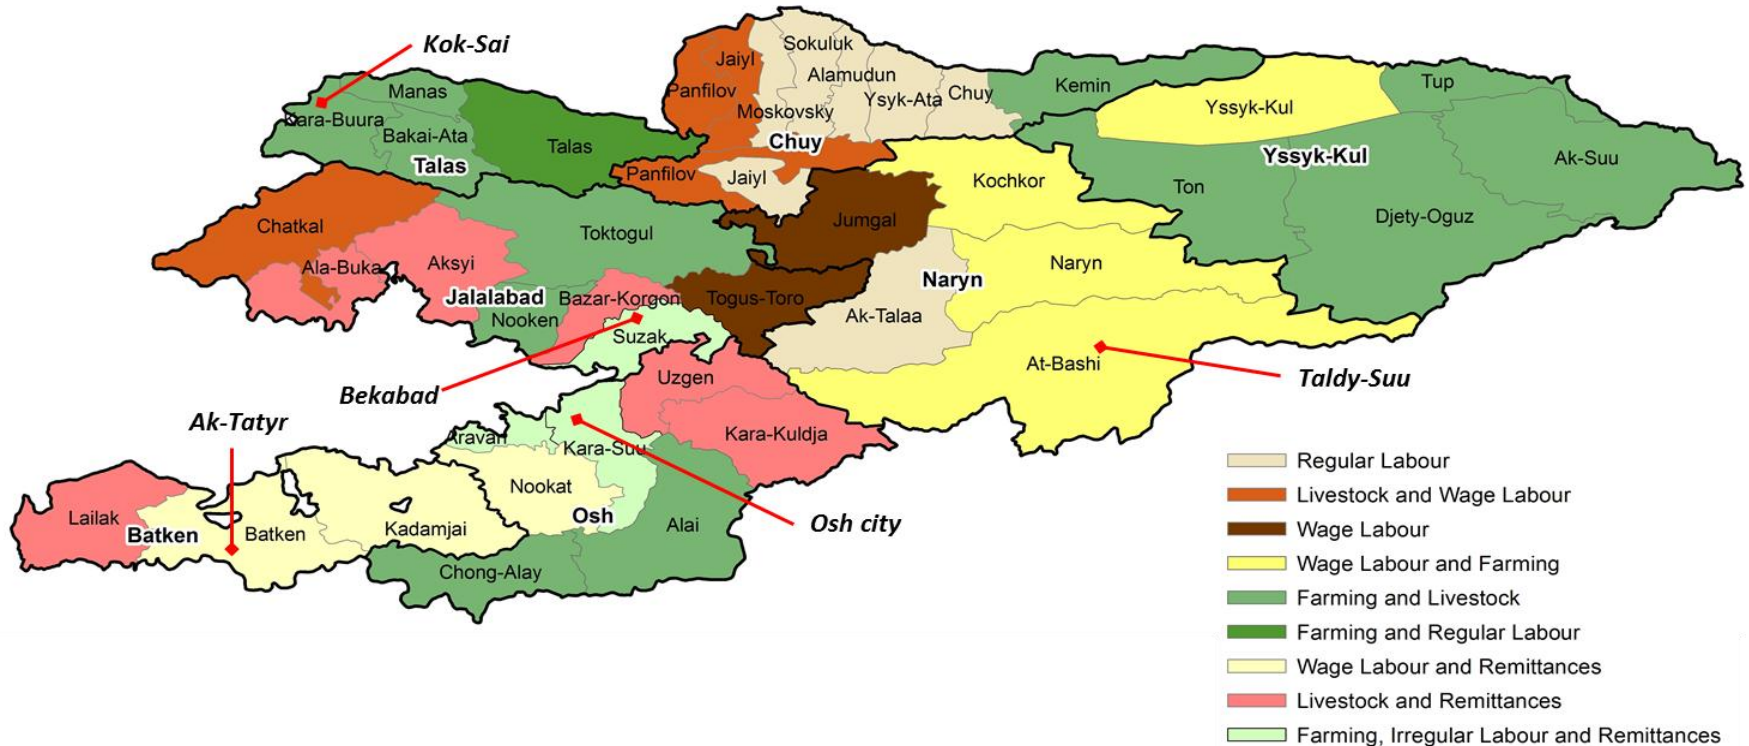 Kok-Sai
Jaiyl
Sokuluk
Alamudun
Panfilov
Moskovsky
Ysyk-Ata
Chuy
Kemin
Tup
Manas
Kara-Buura
Bakai-Ata
Talas
Talas
Chuy
Yssyk-Kul
Yssyk-Kul
Ak-Suu
Panfilov
Jaiyl
Kochkor
Ton
Djety-Oguz
Chatkal
Toktogul
Jumgal
Ala-Buka
Aksyi
Naryn
Naryn
Jalalabad
Bazar-Korgon
Togus-Toro
Nooken
Suzak
Ak-Talaa
At-Bashi
Taldy-Suu
Bekabad
Uzgen
Ak-Tatyr
Aravan
Kara-Suu
Kara-Kuldja
Nookat
Osh
Osh city
Lailak
Batken
Batken
Kadamjai
Alai
Chong-Alay
Regular Labour
Livestock and Wage Labour
Wage Labour
Wage Labour and Farming
Farming and Livestock
Farming and Regular Labour
Wage Labour and Remittances
Livestock and Remittances
Farming, Irregular Labour and Remittances